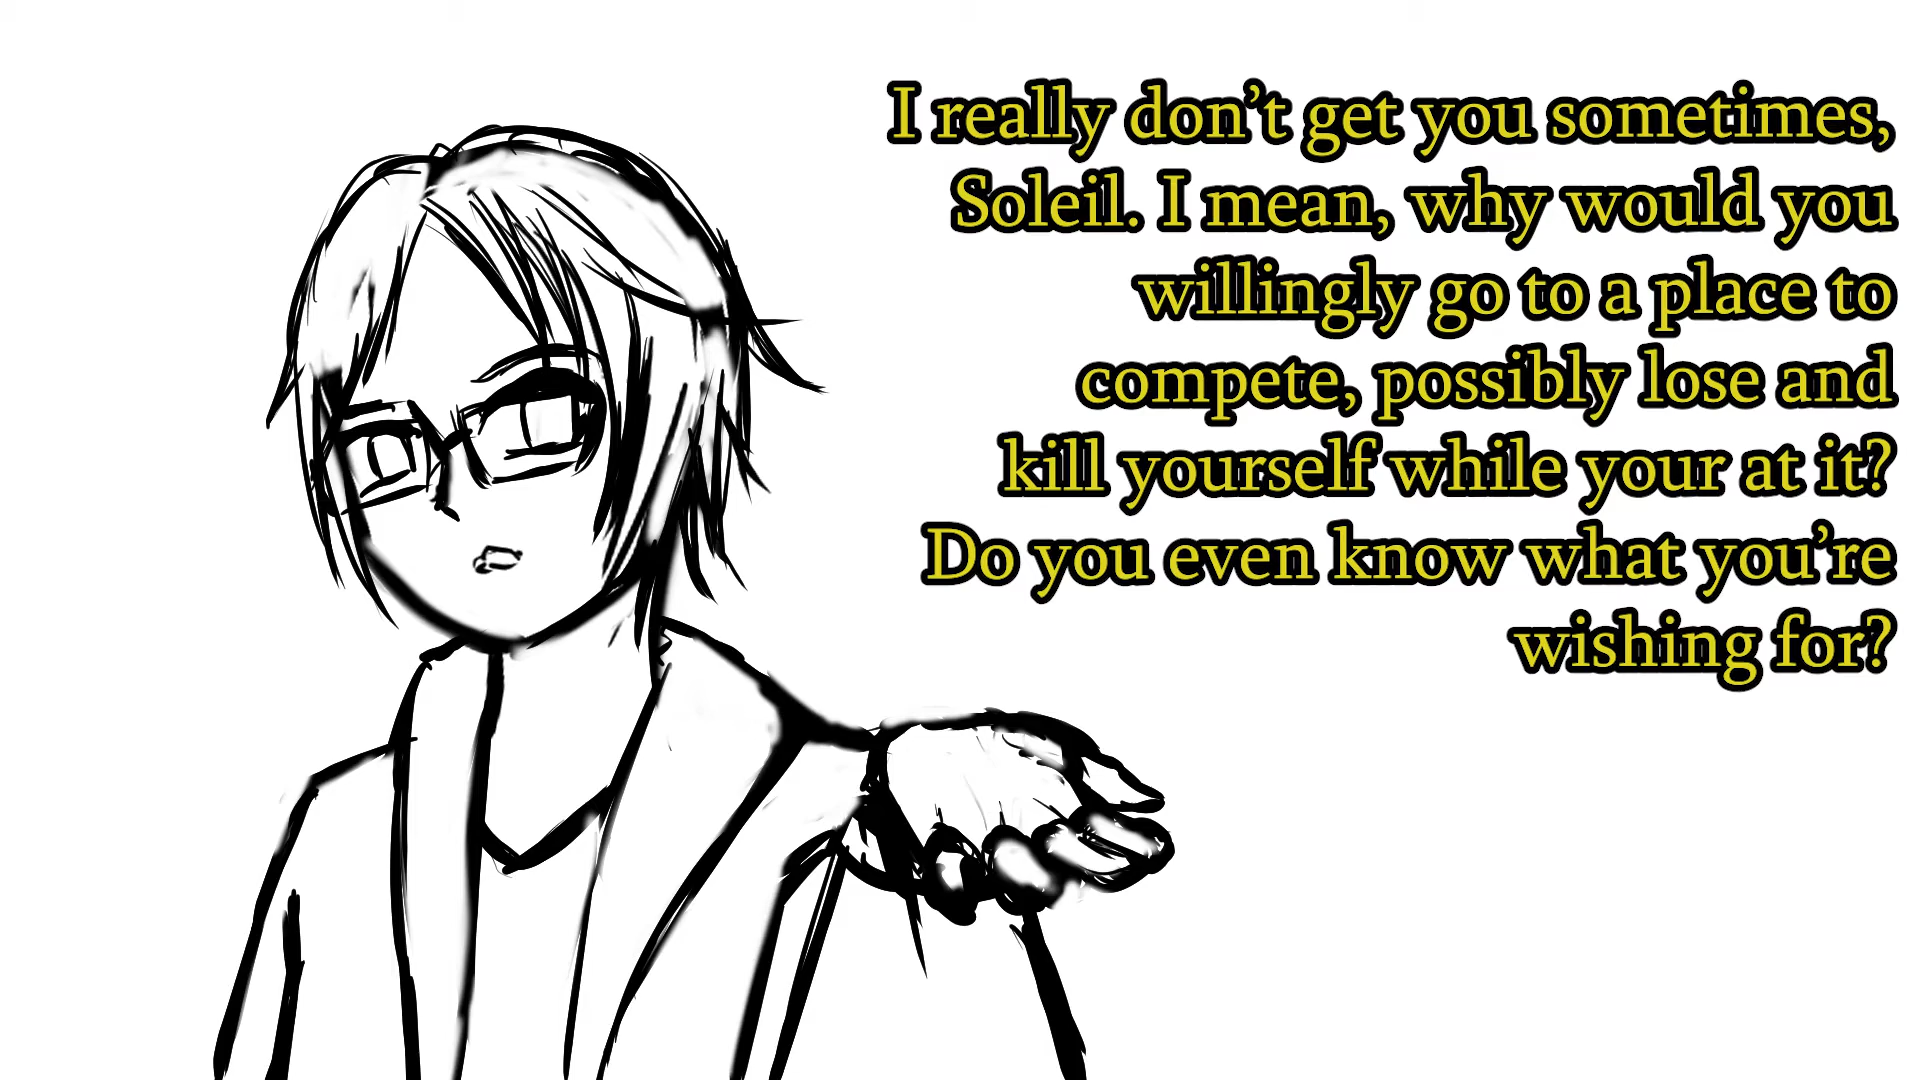 I really don’t get you sometimes,
Soleil. I mean, why would you
willingly go to a place to
compete, possibly lose and
kill yourself while your at it?
Do you even know what you’re
wishing for?